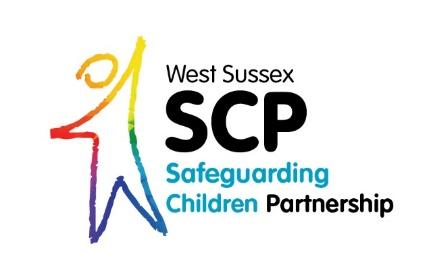 West Sussex
SCP
Safeguarding
Children Partnership